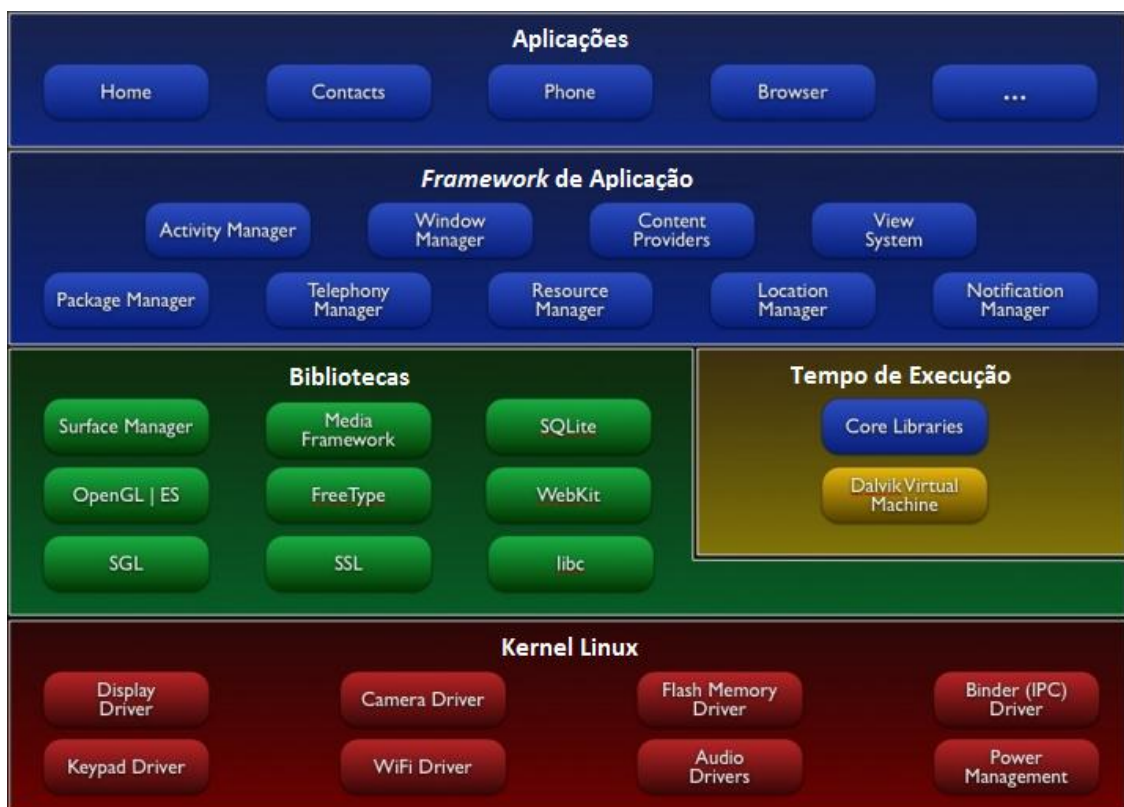 Aplicações
Home
Contacts
Phone
Browser
...
Framework de Aplicação
Activity Manager
Window
Manager
Content
Providers
View
System
Package Manager
Telephony
Manager
Resource
Manager
Location
Manager
Notification
Manager
Bibliotecas
Surface Manager
Media
Framework
SQLite
OpenGL | ES
FreeType
WebKit
SGL
SSL
libc
Tempo de Execução
Core Libraries
Dalvik Virtual
Machine
Kernel Linux
Display
Driver
Camera Driver
Flash Memory
Driver
Binder (IPC)
Driver
Keypad Driver
WiFi Driver
Audio
Drivers
Power
Management